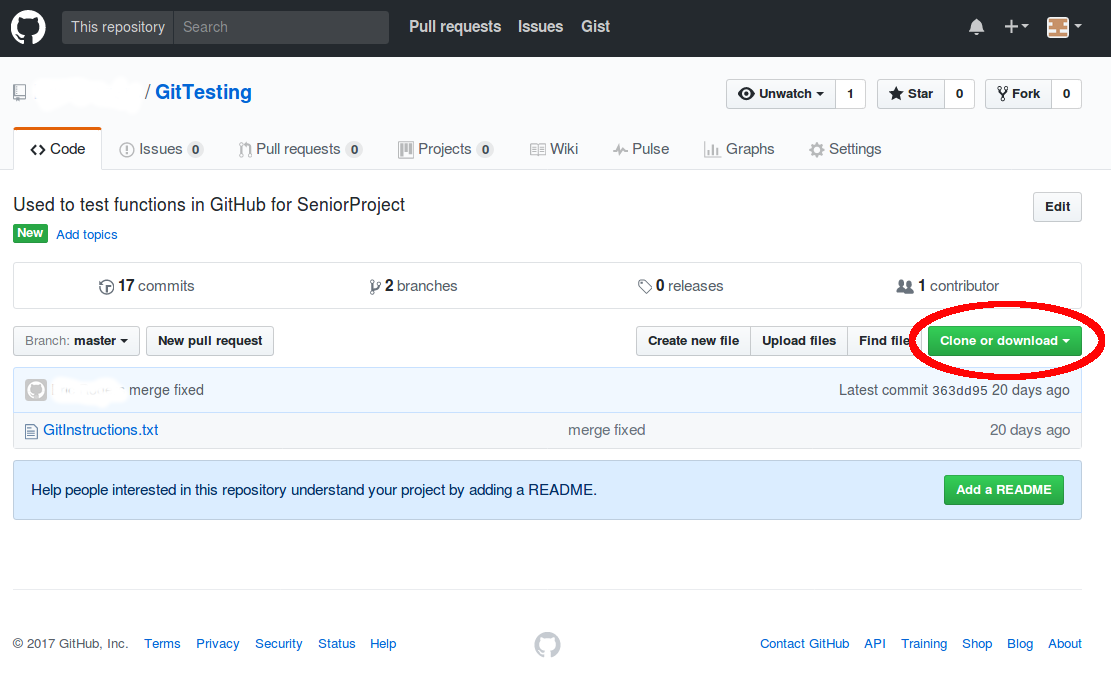 This repository Search Pull requests Issues Gist
/ GitTesting Unwatch 1 Star 0 Fork 0
Code Issues 0 Pull requests 0 Projects 0 Wiki Pulse Graphs Settings
Used to test functions in GitHub for SeniorProject Edit
New Add topics
17 commits 2 branches 0 releases 1 contributor
Branch: master New pull request Create new file Upload files Find file Clone or download
merge fixed Latest commit 363dd95 20 days ago
GitInstructions.txt merge fixed 20 days ago
Help people interested in this repository understand your project by adding a README. Add a README
© 2017 GitHub, Inc. Terms Privacy Security Status Help Contact GitHub API Training Shop Blog About